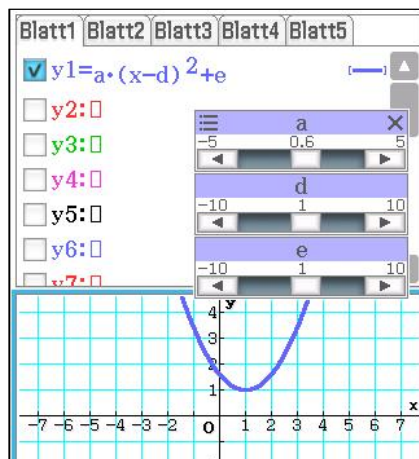 Blatt1 Blatt2 Blatt3 Blatt4 Blatt5
y1=a·(x-d)²+e
y2:▯
y3:▯
y4:▯
y5:▯
y6:▯
y7:▯
a
-5 0.6 5
d
-10 1 10
e
-10 1 10
y
4
3
2
1
x
-7 -6 -5 -4 -3 -2 0 1 2 3 4 5 6 7